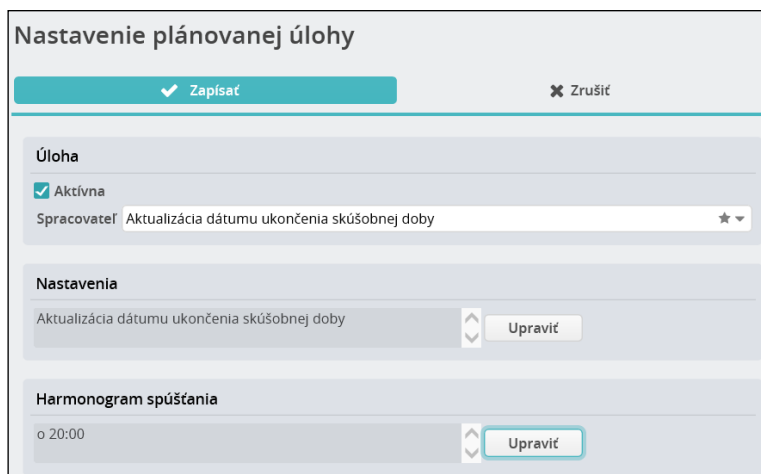 Nastavenie plánovanej úlohy
Zapísať
Zrušiť
Úloha
Aktívna
Spracovateľ Aktualizácia dátumu ukončenia skúšobnej doby
Nastavenia
Aktualizácia dátumu ukončenia skúšobnej doby
Upraviť
Harmonogram spúšťania
o 20:00
Upraviť